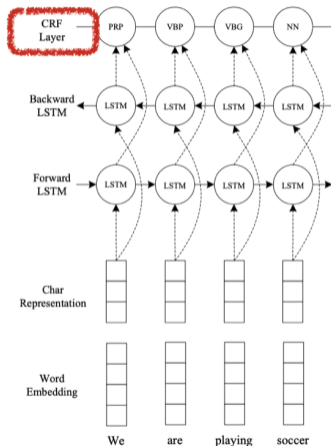 CRF
Layer
PRP VBP VBG NN
Backward
LSTM
LSTM LSTM LSTM LSTM
Forward
LSTM
LSTM LSTM LSTM LSTM
Char
Representation
Word
Embedding
We are playing soccer